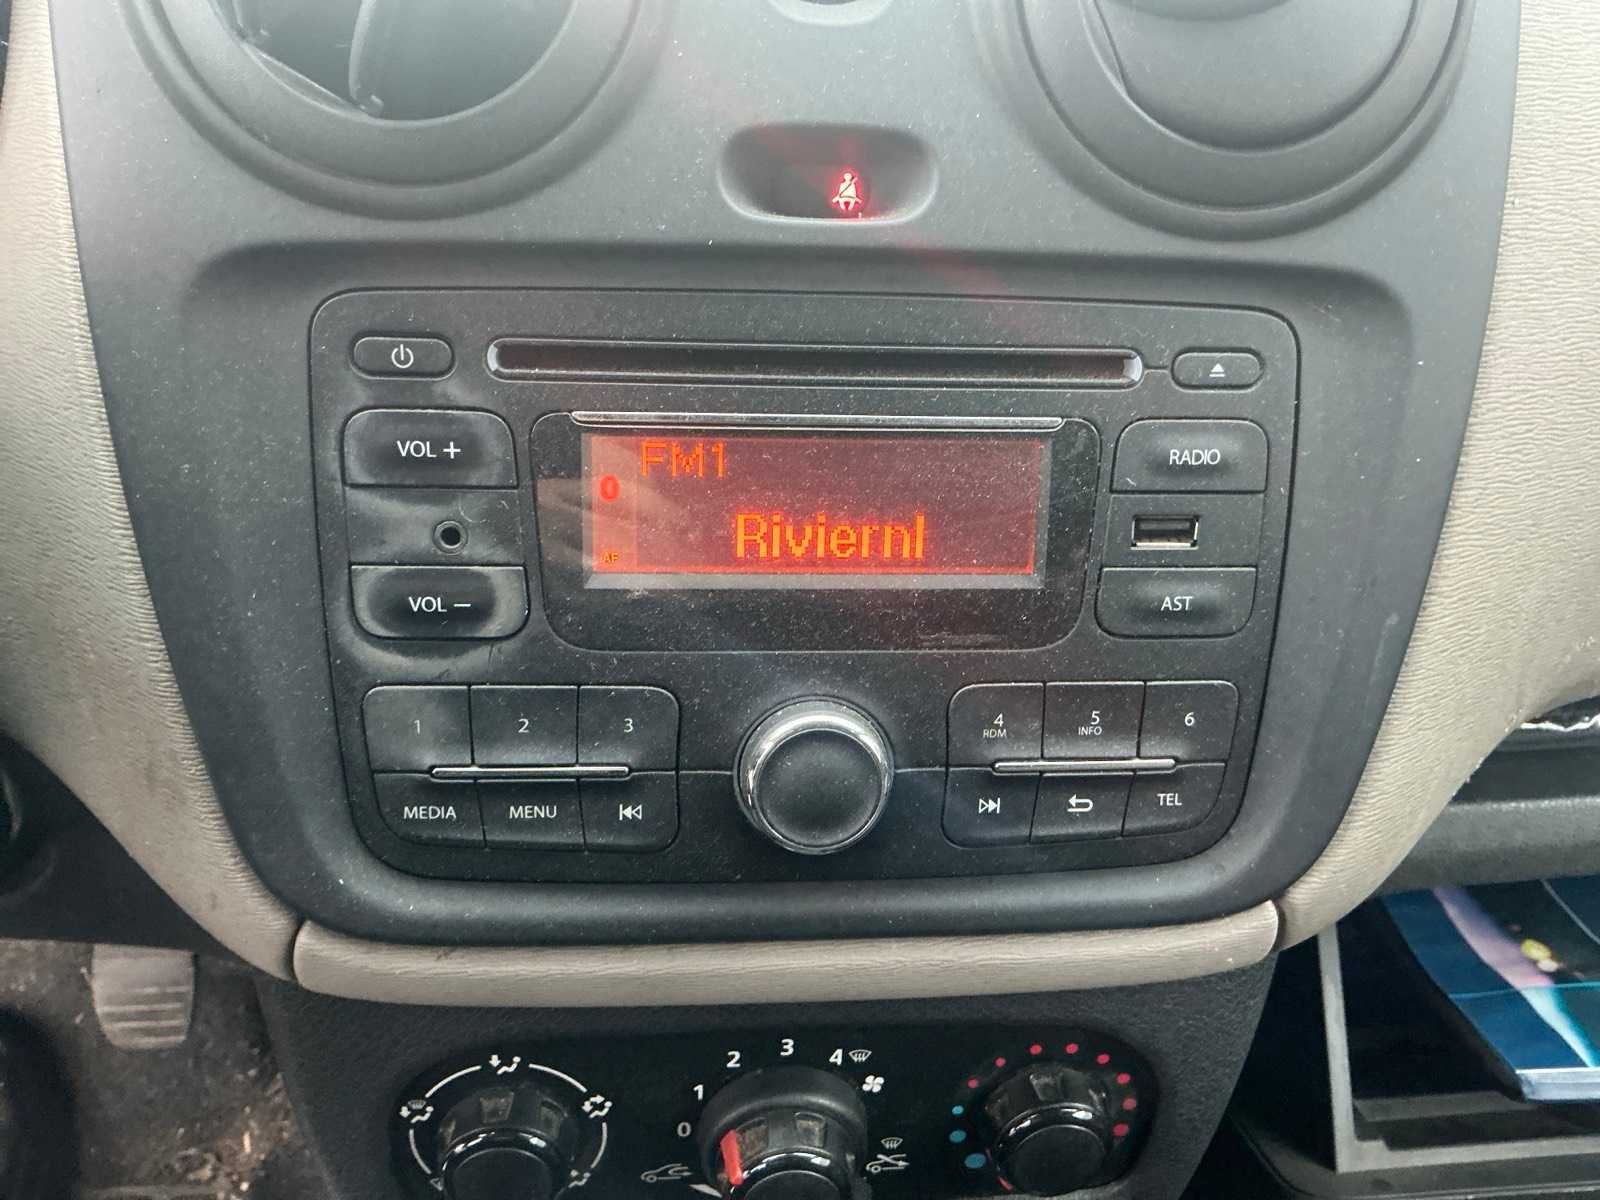 VOL +
FM1
0
AF
Riviernl
RADIO
VOL –
AST
1
2
3
4
RDM
5
INFO
6
MEDIA
MENU
TEL
0
1
2
3
4